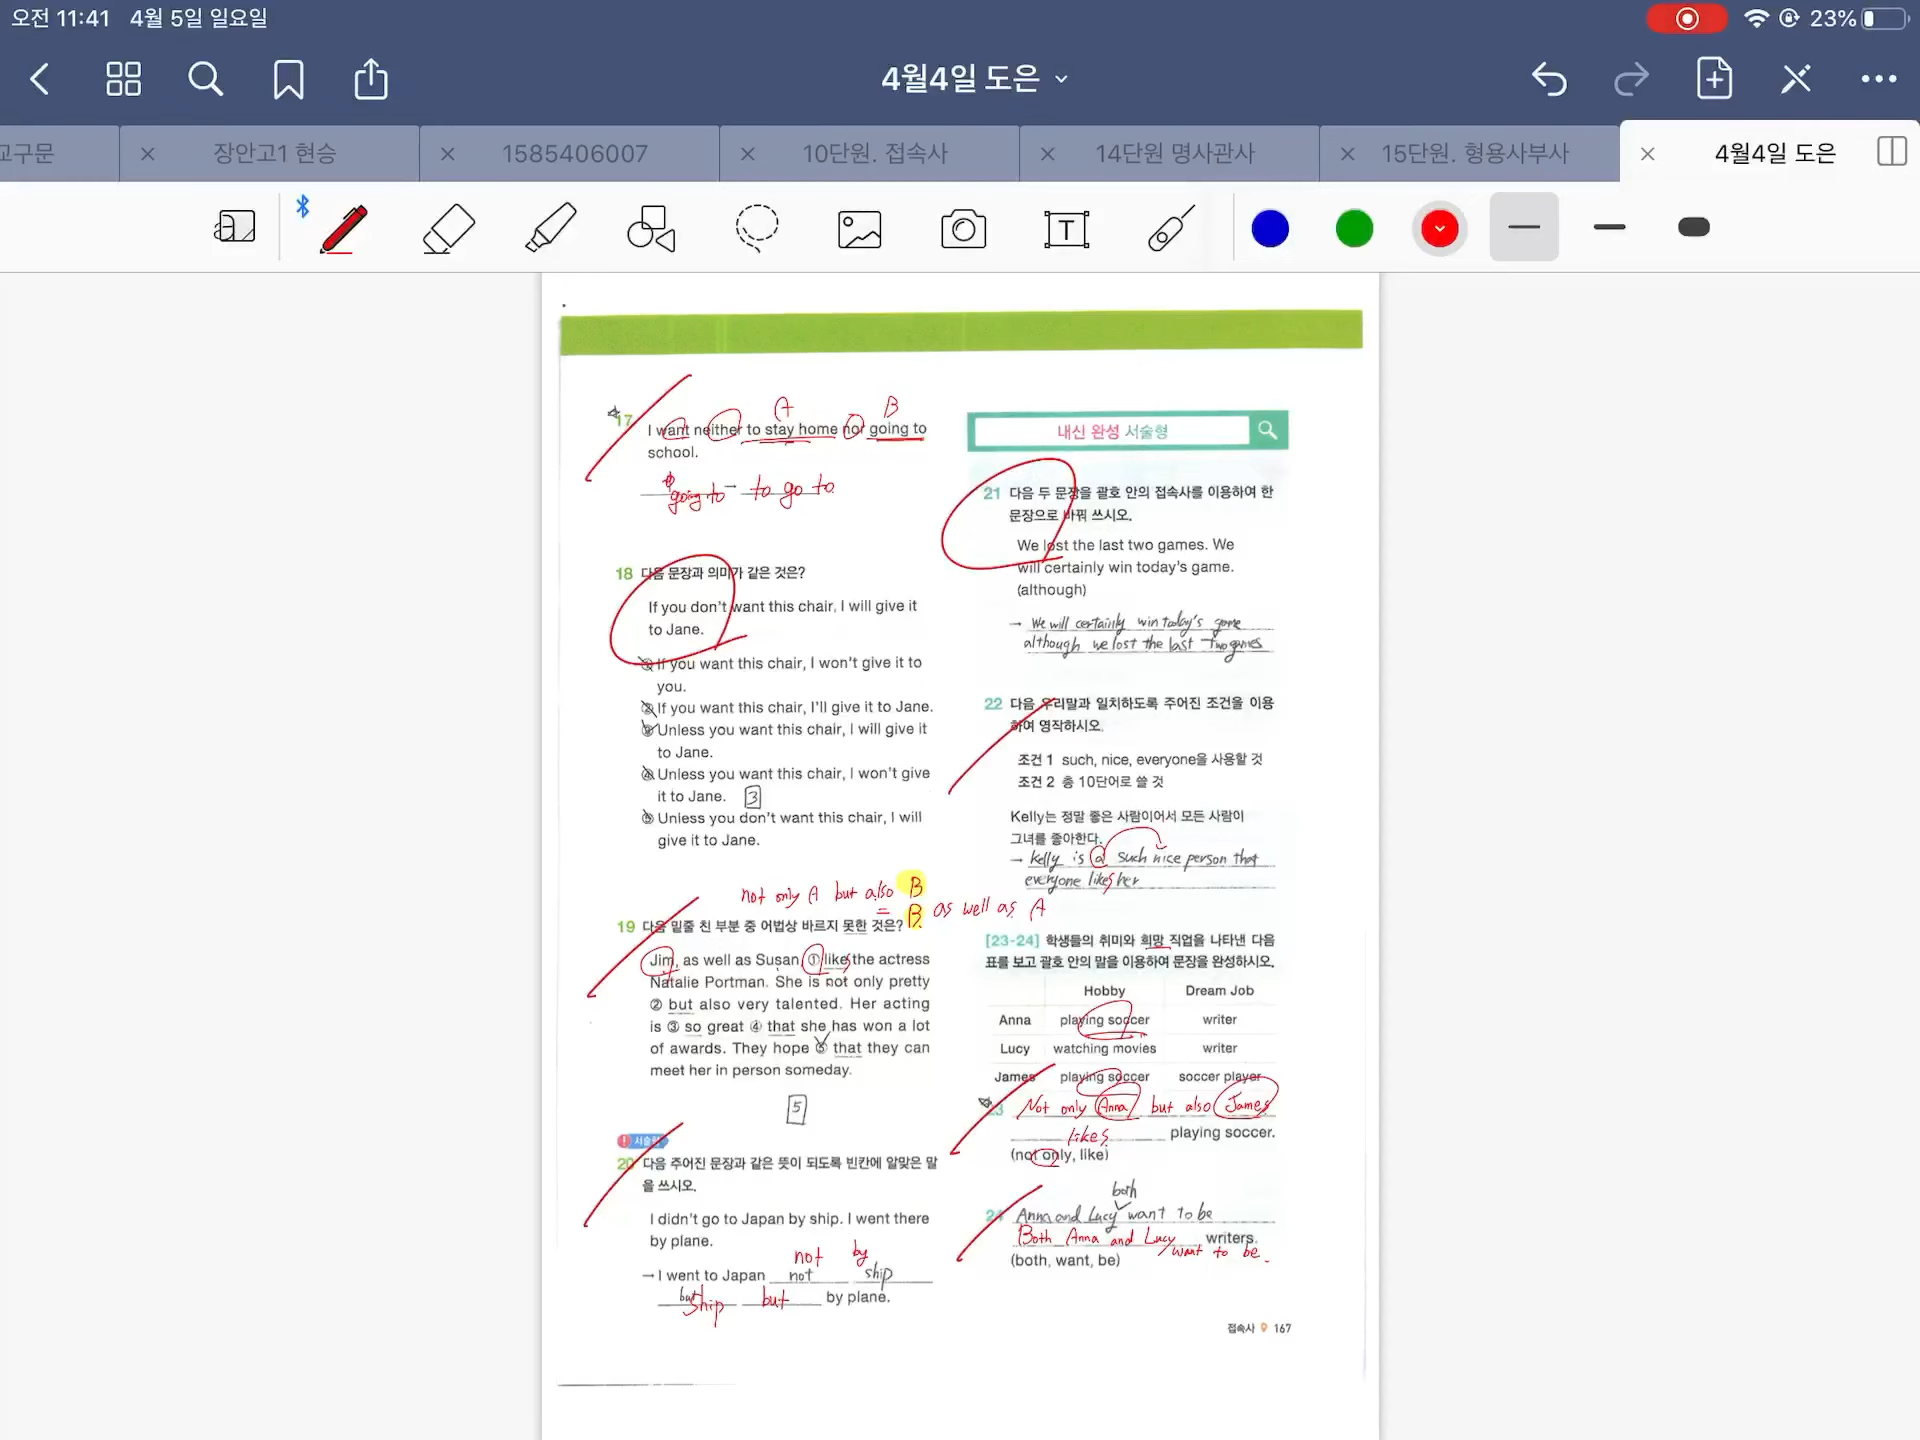 오전 11:41 4월 5일 일요일
23%
4월4일 도은
교구문
장안고1 현승
1585406007
10단원. 접속사
14단원 명사관사
15단원. 형용사부사
4월4일 도은
17
A B
I want neither to stay home nor going to
school.
going to → to go to
18 다음 문장과 의미가 같은 것은?
If you don't want this chair, I will give it
to Jane.
① If you want this chair, I won't give it to
you.
② If you want this chair, I'll give it to Jane.
③ Unless you want this chair, I will give it
to Jane.
④ Unless you want this chair, I won't give
it to Jane. 3
⑤ Unless you don't want this chair, I will
give it to Jane.
not only A but also B
= B as well as A
19 다음 밑줄 친 부분 중 어법상 바르지 못한 것은?
Jim, as well as Susan, ① likes the actress
Natalie Portman. She is not only pretty
② but also very talented. Her acting
is ③ so great ④ that she has won a lot
of awards. They hope ⑤ that they can
meet her in person someday.
5
서술형
20 다음 주어진 문장과 같은 뜻이 되도록 빈칸에 알맞은 말
을 쓰시오.
I didn't go to Japan by ship. I went there
by plane.
not by
→ I went to Japan not ship
but ship but by plane.
내신 완성 서술형
21 다음 두 문장을 괄호 안의 접속사를 이용하여 한
문장으로 바꿔 쓰시오.
We lost the last two games. We
will certainly win today's game.
(although)
→ We will certainly win today's game
although we lost the last two games
22 다음 우리말과 일치하도록 주어진 조건을 이용
하여 영작하시오.
조건 1 such, nice, everyone을 사용할 것
조건 2 총 10단어로 쓸 것
Kelly는 정말 좋은 사람이어서 모든 사람이
그녀를 좋아한다.
→ Kelly is a such nice person that
everyone likes her
[23-24] 학생들의 취미와 희망 직업을 나타낸 다음
표를 보고 괄호 안의 말을 이용하여 문장을 완성하시오.
Hobby Dream Job
Anna playing soccer writer
Lucy watching movies writer
James playing soccer soccer player
23 Not only Anna but also James
likes playing soccer.
(not only, like)
both
24 Anna and Lucy want to be
Both Anna and Lucy want to be. writers.
(both, want, be)
접속사 167